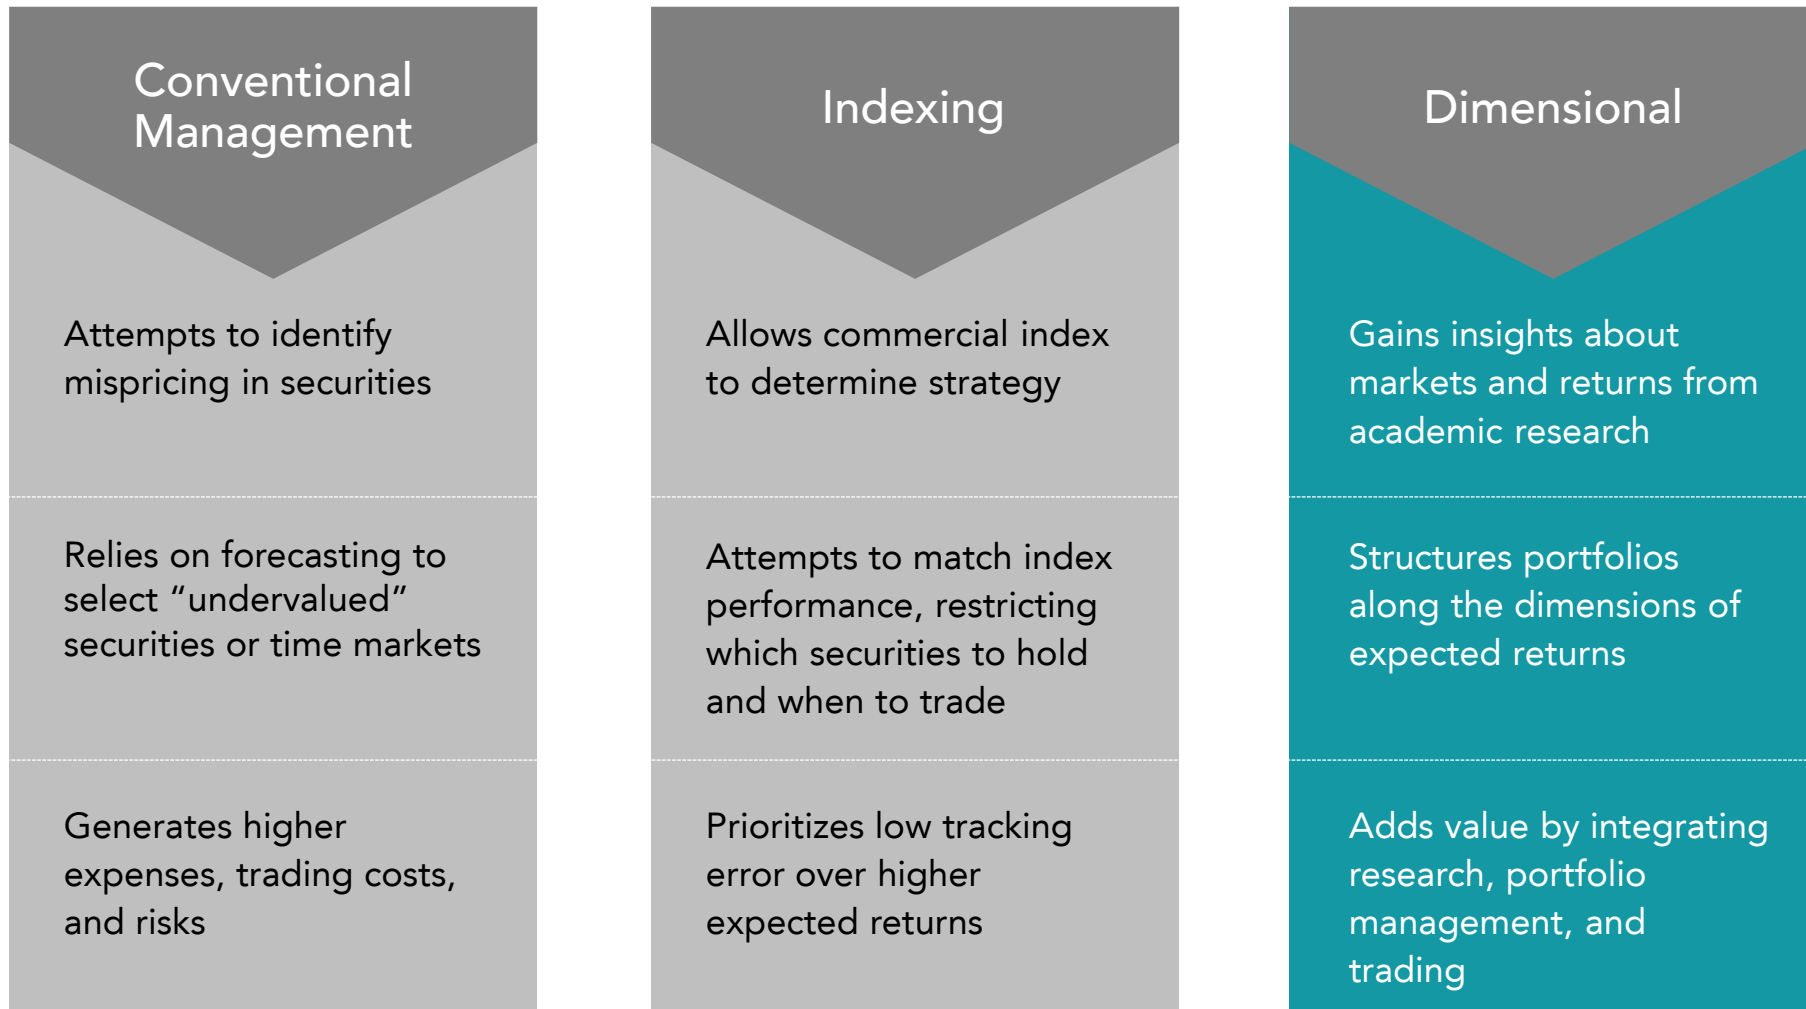 Conventional
Management
Attempts to identify
mispricing in securities
Relies on forecasting to
select “undervalued”
securities or time markets
Generates higher
expenses, trading costs,
and risks
Indexing
Allows commercial index
to determine strategy
Attempts to match index
performance, restricting
which securities to hold
and when to trade
Prioritizes low tracking
error over higher
expected returns
Dimensional
Gains insights about
markets and returns from
academic research
Structures portfolios
along the dimensions of
expected returns
Adds value by integrating
research, portfolio
management, and
trading